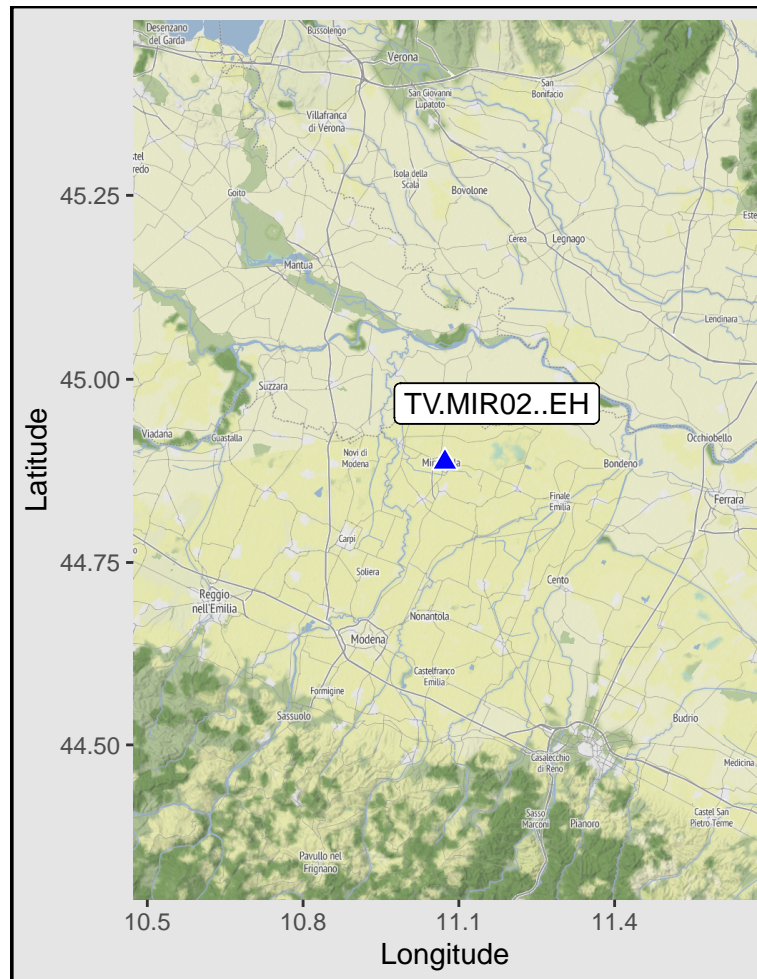 Desenzano
del Garda
Bussolengo
Verona
San Giovanni
Lupatoto
San
Bonifacio
Villafranca
di Verona
stel
redo
Isola della
Scala
Bovolone
Goito
Este
Cerea
Legnago
Mantua
Lendinara
Suzzara
TV.MIR02..EH
Viadana
Guastalla
Occhiobello
Novi di
Modena
Bondeno
Finale
Emilia
Ferrara
Carpi
Soliera
Cento
Reggio
nell'Emilia
Nonantola
Modena
Castelfranco
Emilia
Formigine
Sassuolo
Budrio
Casalecchio
di Reno
Medicina
Sasso
Marconi
Pianoro
Castel San
Pietro Terme
Pavullo nel
Frignano
45.25
45.00
44.75
44.50
Latitude
10.5
10.8
11.1
11.4
Longitude